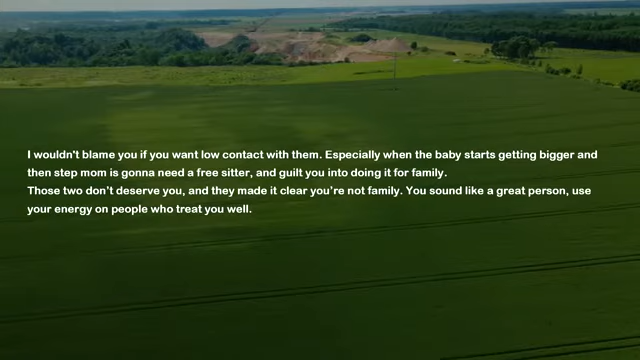 I wouldn't blame you if you want low contact with them. Especially when the baby starts getting bigger and
then step mom is gonna need a free sitter, and guilt you into doing it for family.
Those two don't deserve you, and they made it clear you're not family. You sound like a great person, use
your energy on people who treat you well.